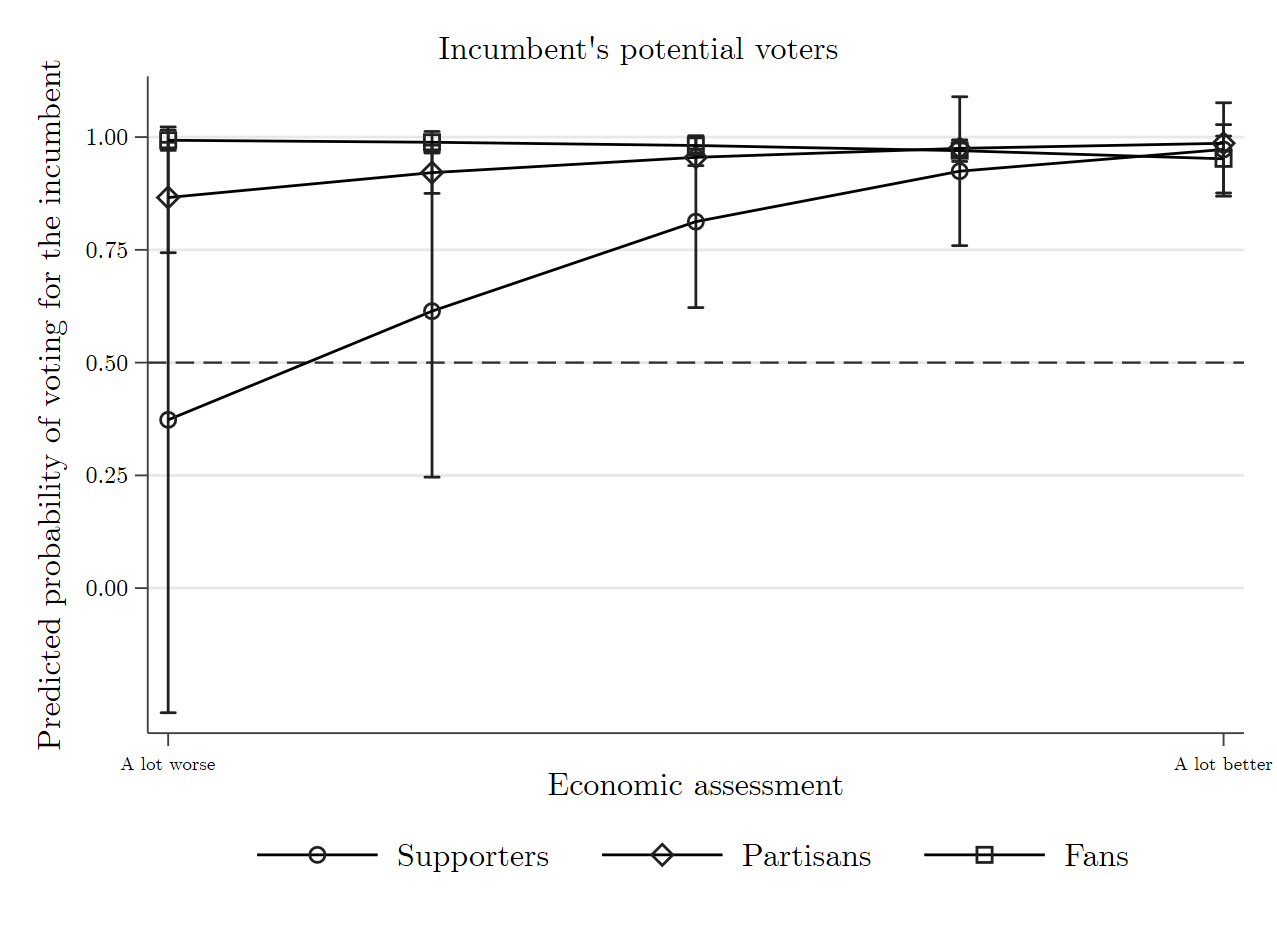 Incumbent's potential voters
Predicted probability of voting for the incumbent
1.00
0.75
0.50
0.25
0.00
A lot worse
A lot better
Economic assessment
Supporters
Partisans
Fans